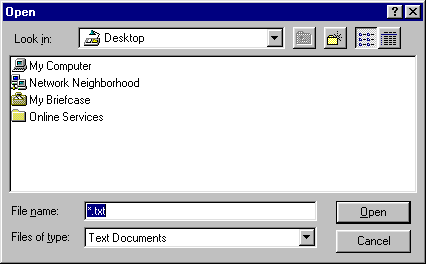 Open
Look in: Desktop
My Computer
Network Neighborhood
My Briefcase
Online Services
File name: *.txt Open
Files of type: Text Documents Cancel